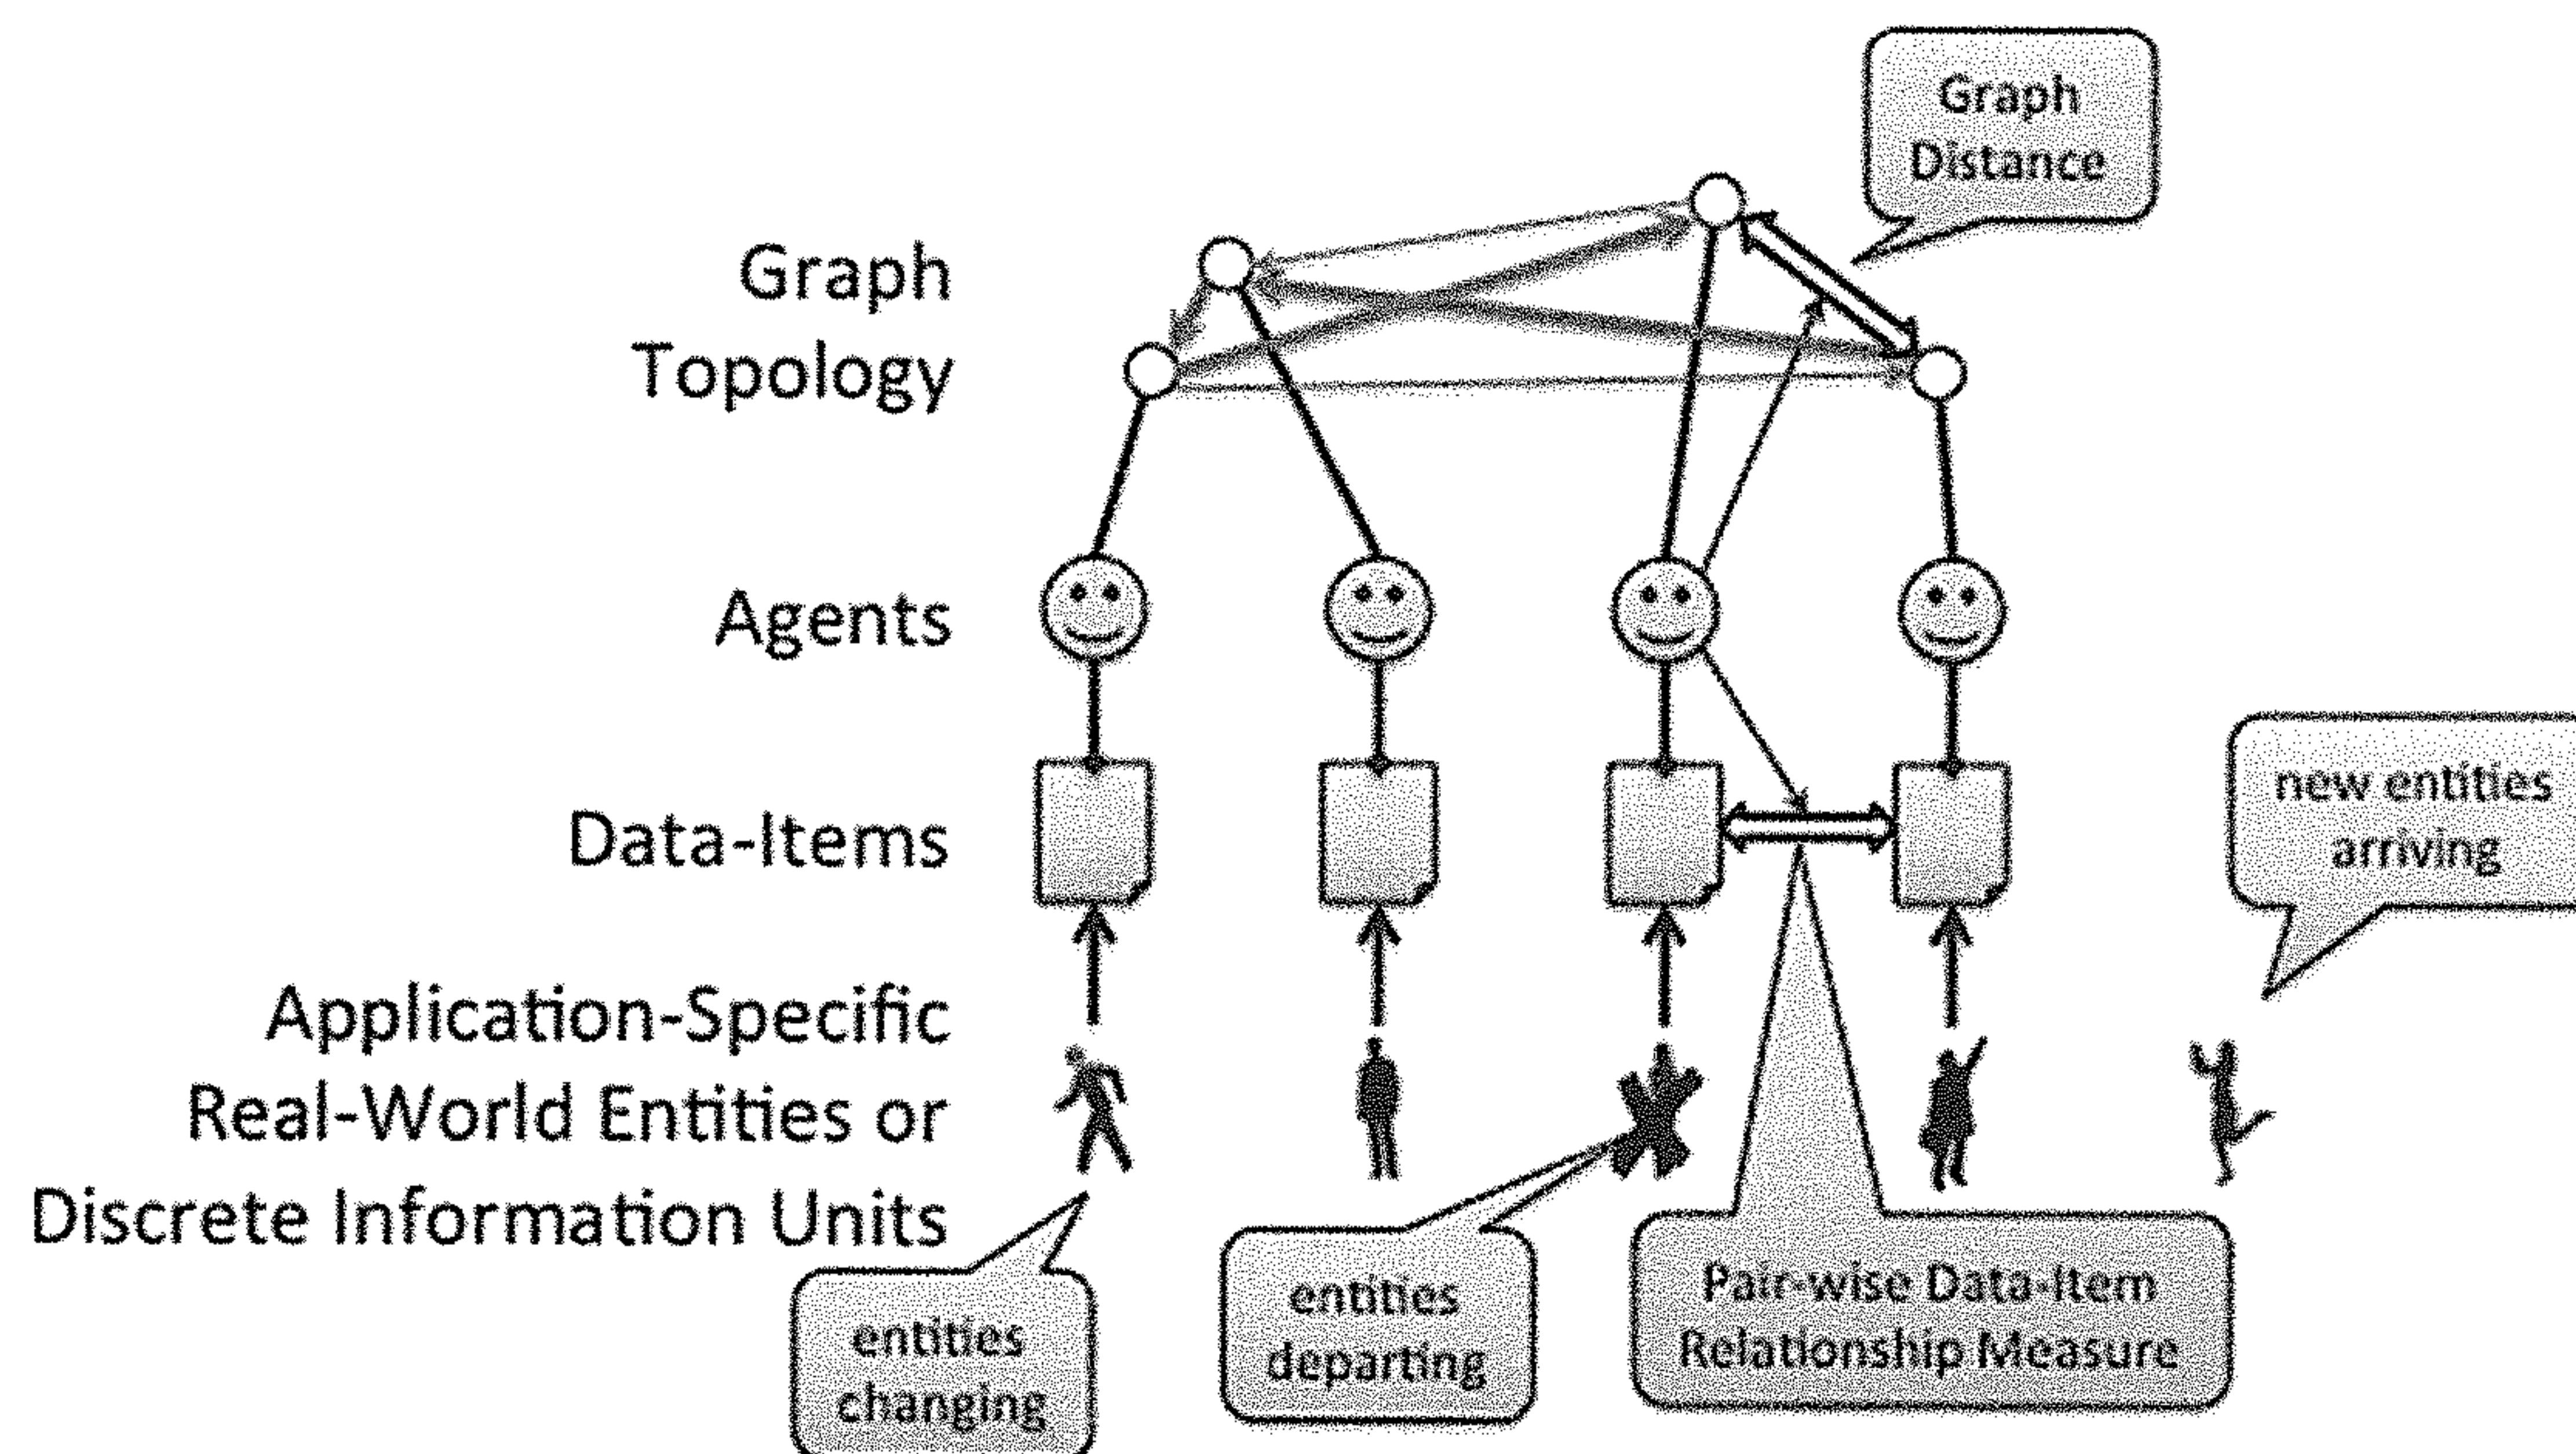 Graph
Distance
Graph
Topology
Agents
Data-Items
new entities
arriving
Application-Specific
Real-World Entities or
Discrete Information Units
entities
changing
entities
departing
Pair-wise Data-Item
Relationship Measure